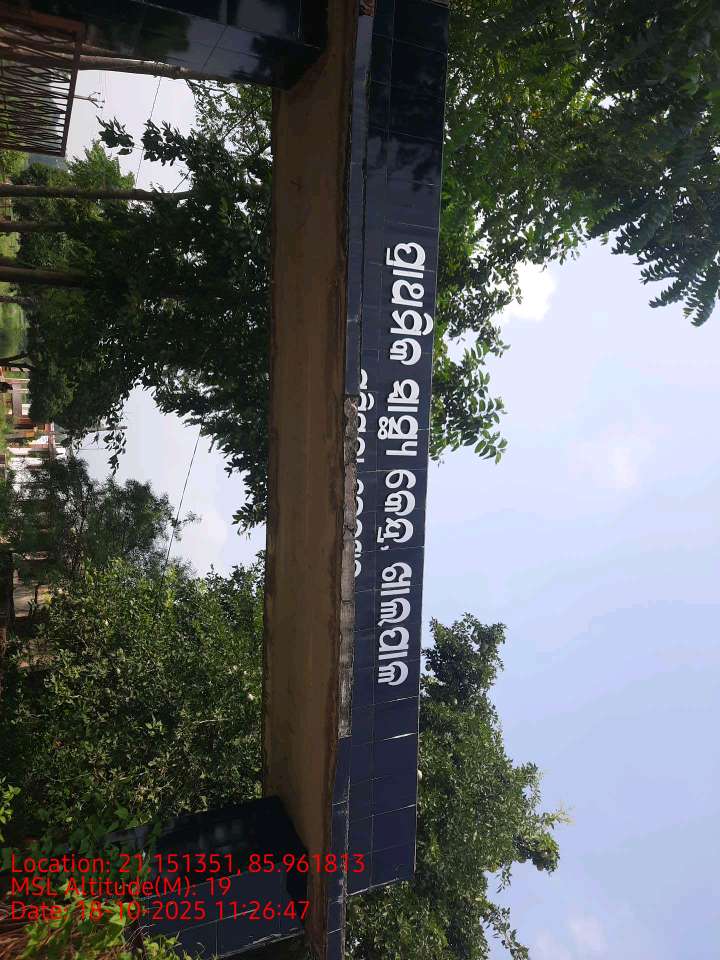 ପ୍ରାଥମିକ ସ୍ୱାସ୍ଥ୍ୟ କେନ୍ଦ୍ର,
Location: 21.151351, 85.961813
MSL Altitude(M): 19
Date: 18-10-2025 11:26:47